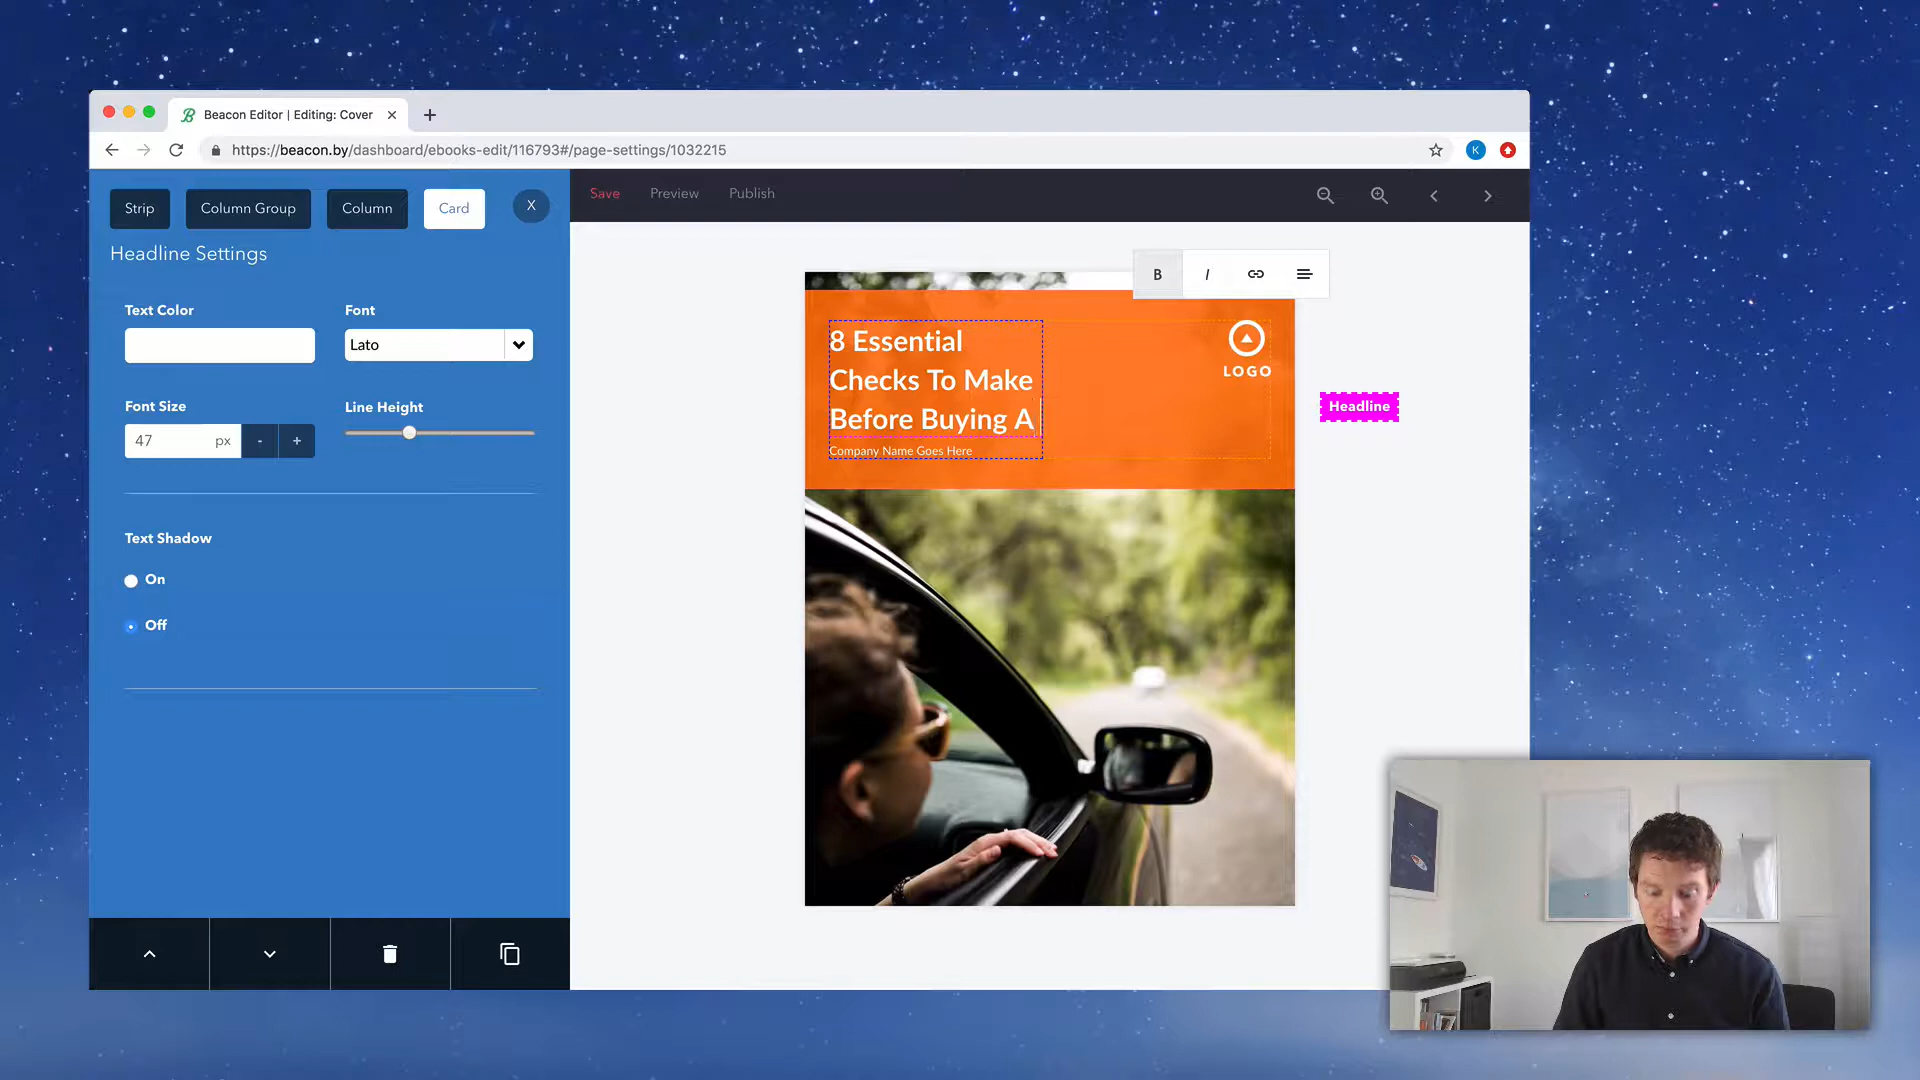 Beacon Editor | Editing: Cover
https://beacon.by/dashboard/ebooks-edit/116793#/page-settings/1032215
K
Strip
Column Group
Column
Card
X
Save
Preview
Publish
Headline Settings
Text Color
Font
Lato
Font Size
Line Height
47
px
-
+
Text Shadow
On
Off
B
I
8 Essential
Checks To Make
Before Buying A
Company Name Goes Here
LOGO
Headline